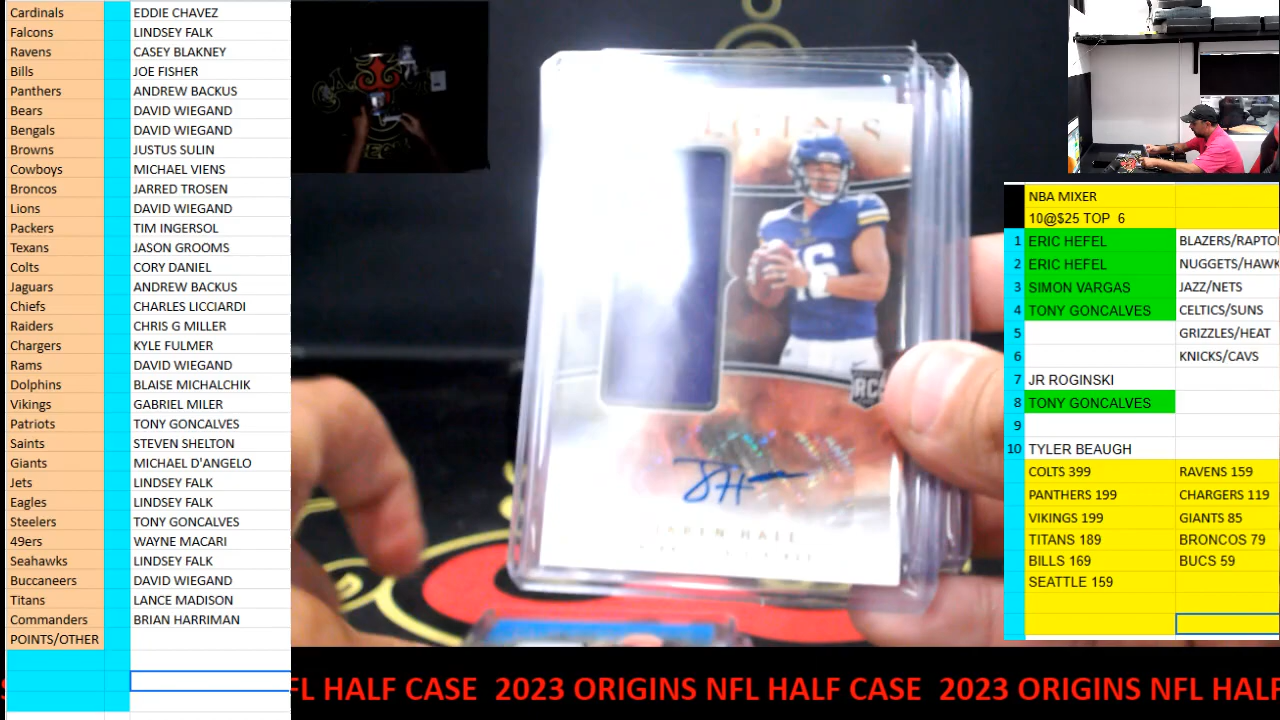 Cardinals EDDIE CHAVEZ
Falcons LINDSEY FALK
Ravens CASEY BLAKNEY
Bills JOE FISHER
Panthers ANDREW BACKUS
Bears DAVID WIEGAND
Bengals DAVID WIEGAND
Browns JUSTUS SULIN
Cowboys MICHAEL VIENS
Broncos JARRED TROSEN
Lions DAVID WIEGAND
Packers TIM INGERSOL
Texans JASON GROOMS
Colts CORY DANIEL
Jaguars ANDREW BACKUS
Chiefs CHARLES LICCIARDI
Raiders CHRIS G MILLER
Chargers KYLE FULMER
Rams DAVID WIEGAND
Dolphins BLAISE MICHALCHIK
Vikings GABRIEL MILER
Patriots TONY GONCALVES
Saints STEVEN SHELTON
Giants MICHAEL D'ANGELO
Jets LINDSEY FALK
Eagles LINDSEY FALK
Steelers TONY GONCALVES
49ers WAYNE MACARI
Seahawks LINDSEY FALK
Buccaneers DAVID WIEGAND
Titans LANCE MADISON
Commanders BRIAN HARRIMAN
POINTS/OTHER
16
RC
HALL
NBA MIXER
10@$25 TOP 6
1 ERIC HEFEL BLAZERS/RAPTO
2 ERIC HEFEL NUGGETS/HAWK
3 SIMON VARGAS JAZZ/NETS
4 TONY GONCALVES CELTICS/SUNS
5 GRIZZLES/HEAT
6 KNICKS/CAVS
7 JR ROGINSKI
8 TONY GONCALVES
9
10 TYLER BEAUGH
COLTS 399 RAVENS 159
PANTHERS 199 CHARGERS 119
VIKINGS 199 GIANTS 85
TITANS 189 BRONCOS 79
BILLS 169 BUCS 59
SEATTLE 159
FL HALF CASE 2023 ORIGINS NFL HALF CASE 2023 ORIGINS NFL HALF